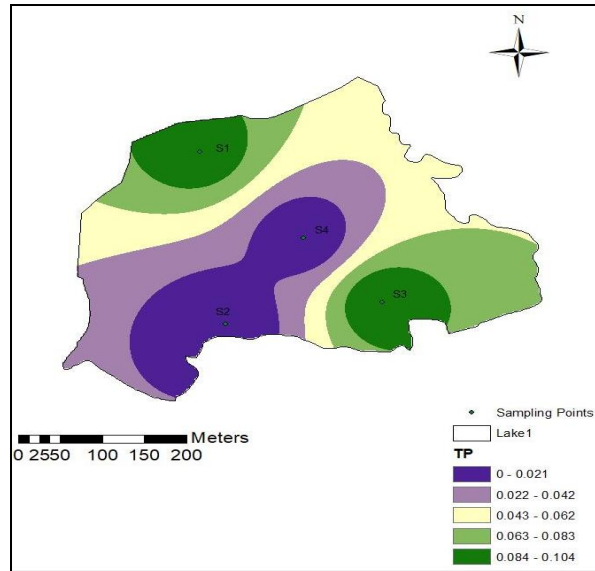 N
S1
S4
S3
S2
Meters
0 2550 100 150 200
Sampling Points
Lake1
TP
0 - 0.021
0.022 - 0.042
0.043 - 0.062
0.063 - 0.083
0.084 - 0.104